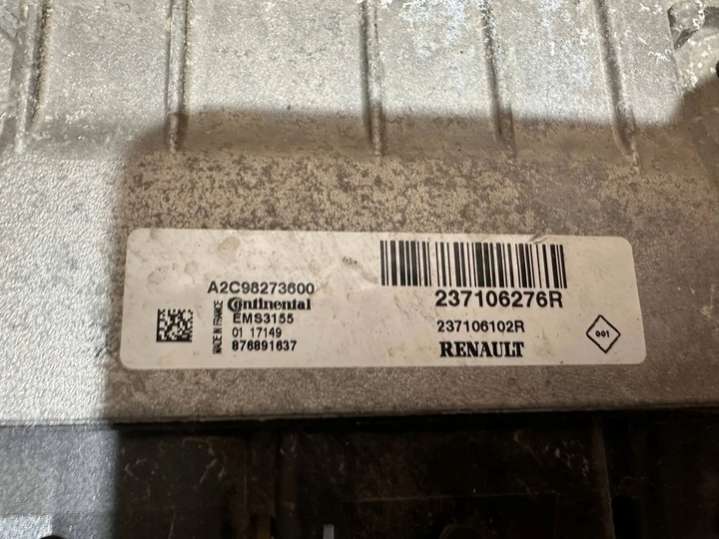 A2C98273600
MADE IN FRANCE
Continental
EMS3155
01 17149
876891637
237106276R
237106102R
RENAULT
001